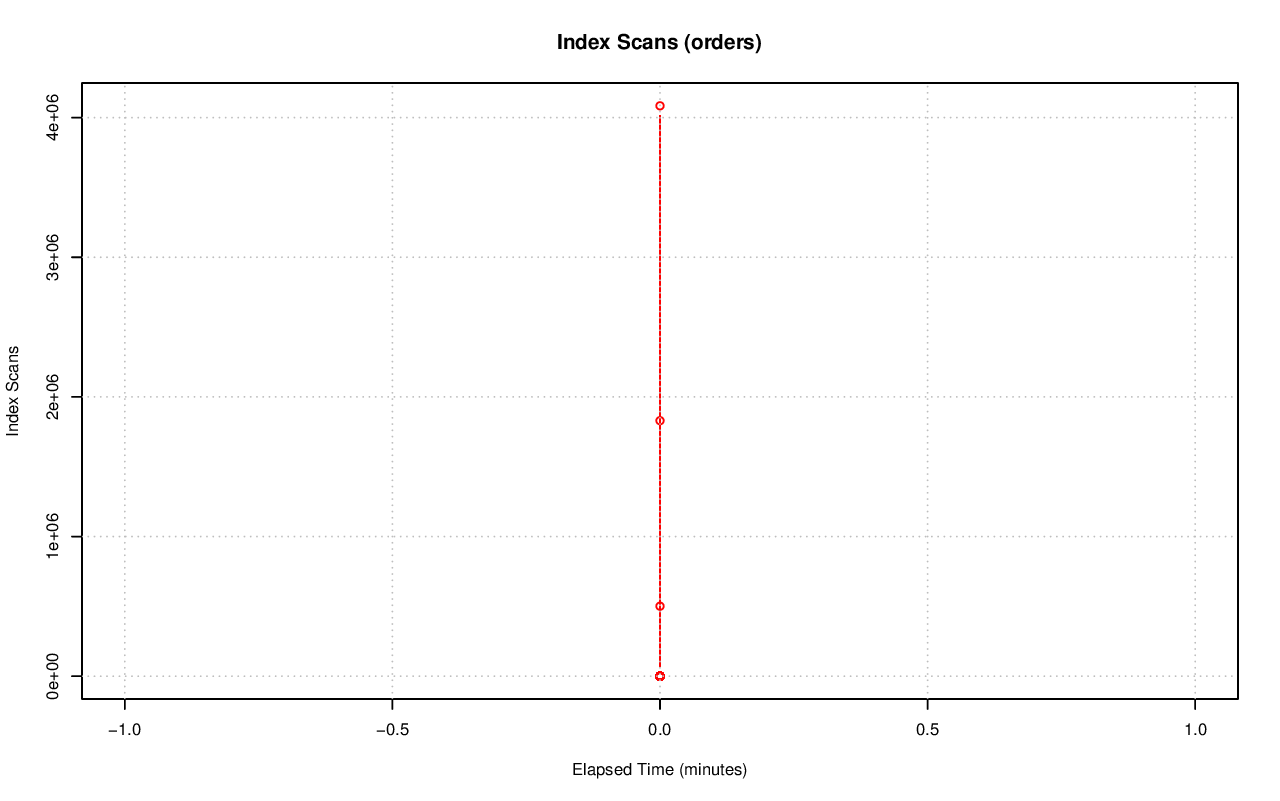 Index Scans (orders)
4e+06
3e+06
2e+06
1e+06
0e+00
Index Scans
−1.0
−0.5
0.0
0.5
1.0
Elapsed Time (minutes)